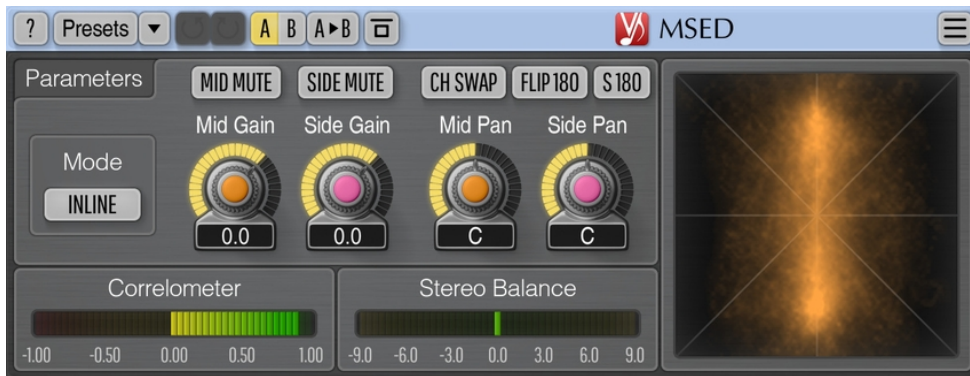 ? Presets A B A▸B MSED
Parameters MID MUTE SIDE MUTE CH SWAP FLIP 180 S 180
Mid Gain Side Gain Mid Pan Side Pan
Mode
INLINE
0.0 0.0 C C
Correlometer Stereo Balance
-1.00 -0.50 0.00 0.50 1.00 -9.0 -6.0 -3.0 0.0 3.0 6.0 9.0